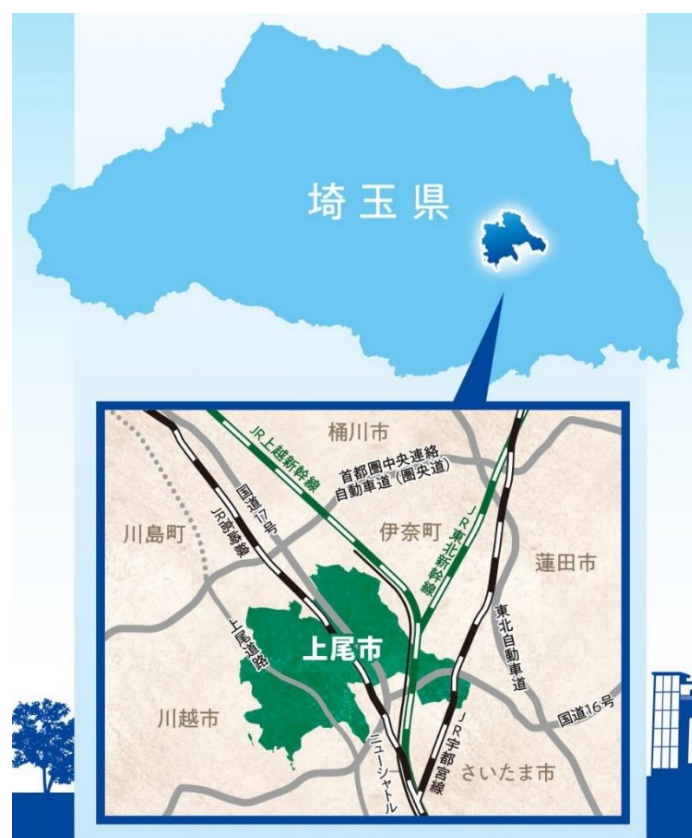 埼玉県
桶川市
JR上越新幹線
首都圏中央連絡
自動車道（圏央道）
国道17号
JR高崎線
川島町
伊奈町
JR東北新幹線
蓮田市
上尾市
上尾道路
東北自動車道
川越市
国道16号
ニューシャトル
JR宇都宮線
さいたま市